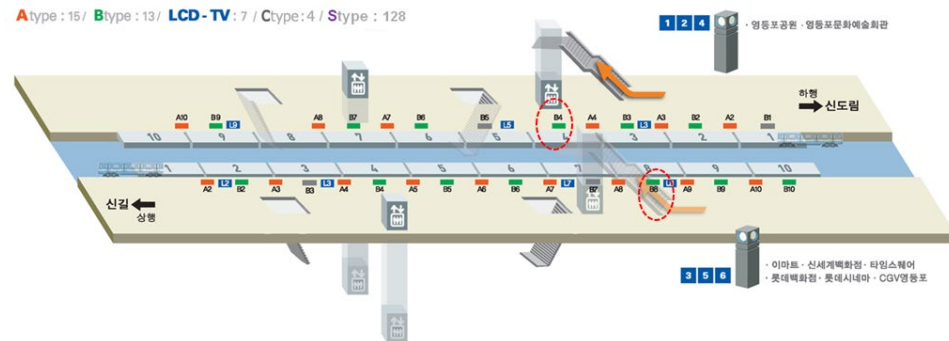 Atype : 15 / Btype : 13 / LCD - TV : 7 / Ctype : 4 / Stype : 128
1 2 4 · 영등포공원 · 영등포문화예술회관
하행
신도림
A10 B9 L9 A8 B7 A7 B6 B5 L5 B4 A4 B3 L3 A3 B2 A2 B1
10 9 8 7 6 5 4 3 2 1
1 2 3 4 5 6 7 9 10
A2 L2 B2 A3 B3 L3 A4 B4 A5 B5 A6 B6 A7 L7 B7 A8 B8 A9 B9 A10 B10
신길
상행
3 5 6 · 이마트 · 신세계백화점 · 타임스퀘어
· 롯데백화점 · 롯데시네마 · CGV영등포